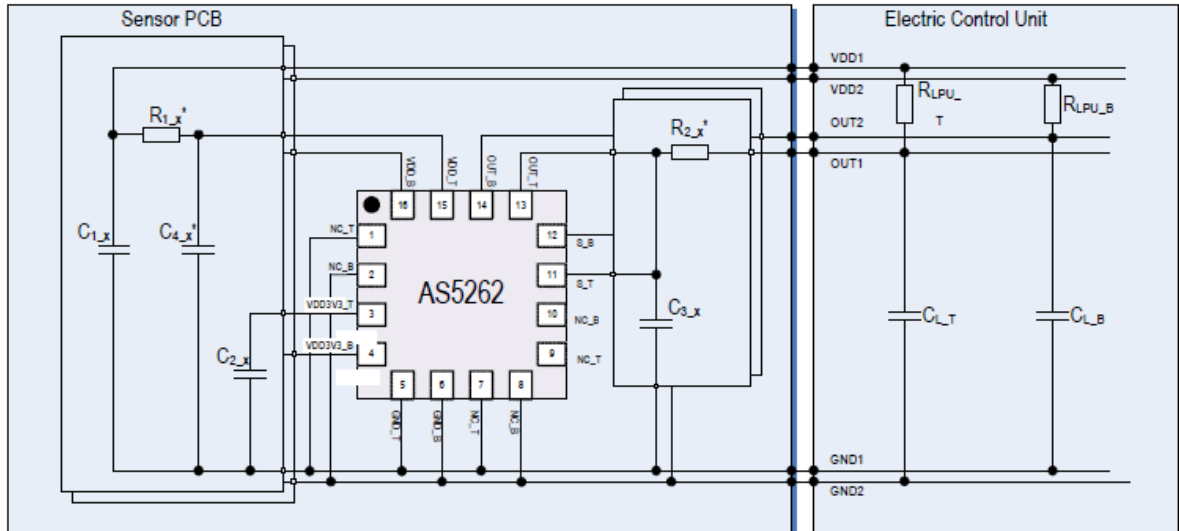 Sensor PCB
Electric Control Unit
VDD1
VDD2
RLPU_T
RLPU_B
OUT2
OUT1
R1_x*
R2_x*
VDD_B
VDD_T
OUT_B
OUT_T
16
15
14
13
C1_x
C4_x*
C2_x
NC_T
1
NC_B
2
VDD3V3_T
3
VDD3V3_B
4
AS5262
12
S_B
11
S_T
10
NC_B
9
NC_T
C3_x
CL_T
CL_B
5
6
7
8
GND_T
GND_B
NC_T
NC_B
GND1
GND2